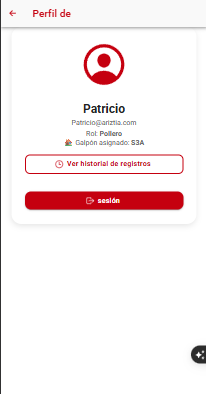 Perfil de
Patricio
Patricio@ariztia.com
Rol: Pollero
Galpón asignado: S3A
Ver historial de registros
sesión